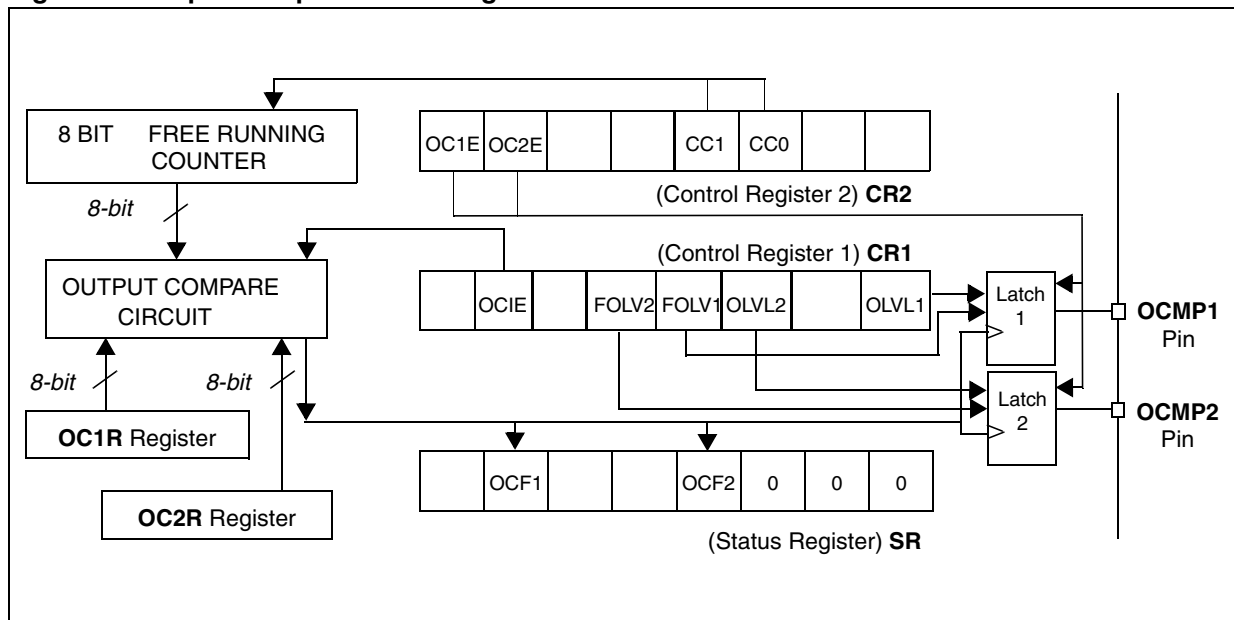 8 BIT FREE RUNNING
COUNTER
OC1E OC2E CC1 CC0
(Control Register 2) CR2
8-bit
(Control Register 1) CR1
OUTPUT COMPARE
CIRCUIT
OCIE FOLV2 FOLV1 OLVL2 OLVL1
Latch
1
OCMP1
Pin
8-bit
8-bit
Latch
2
OCMP2
Pin
OC1R Register
OCF1 OCF2 0 0 0
OC2R Register
(Status Register) SR